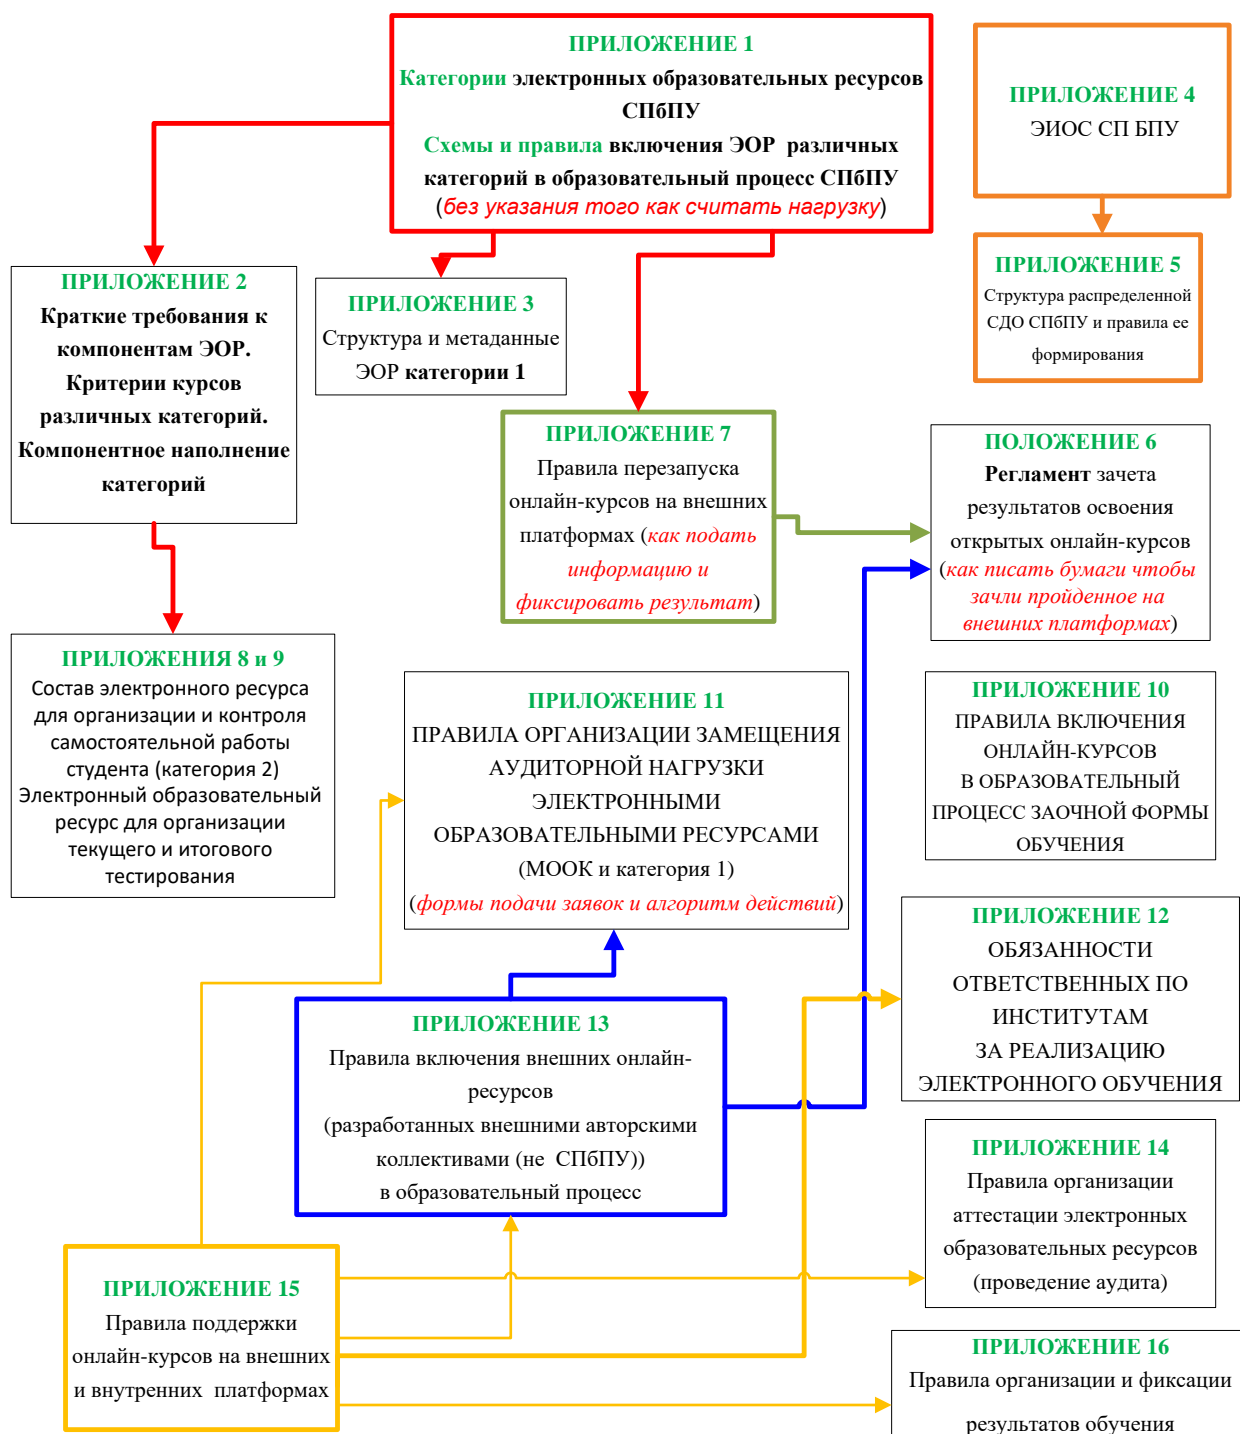 ПРИЛОЖЕНИЕ 1
Категории электронных образовательных ресурсов
СПбПУ
Схемы и правила включения ЭОР различных
категорий в образовательный процесс СПбПУ
(без указания того как считать нагрузку)
ПРИЛОЖЕНИЕ 4
ЭИОС СП БПУ
ПРИЛОЖЕНИЕ 2
Краткие требования к
компонентам ЭОР.
Критерии курсов
различных категорий.
Компонентное наполнение
категорий
ПРИЛОЖЕНИЕ 3
Структура и метаданные
ЭОР категории 1
ПРИЛОЖЕНИЕ 5
Структура распределенной
СДО СПбПУ и правила ее
формирования
ПРИЛОЖЕНИЕ 7
Правила перезапуска
онлайн-курсов на внешних
платформах (как подать
информацию и
фиксировать результат)
ПОЛОЖЕНИЕ 6
Регламент зачета
результатов освоения
открытых онлайн-курсов
(как писать бумаги чтобы
зачли пройденное на
внешних платформах)
ПРИЛОЖЕНИЯ 8 и 9
Состав электронного ресурса
для организации и контроля
самостоятельной работы
студента (категория 2)
Электронный образовательный
ресурс для организации
текущего и итогового
тестирования
ПРИЛОЖЕНИЕ 11
ПРАВИЛА ОРГАНИЗАЦИИ ЗАМЕЩЕНИЯ
АУДИТОРНОЙ НАГРУЗКИ
ЭЛЕКТРОННЫМИ
ОБРАЗОВАТЕЛЬНЫМИ РЕСУРСАМИ
(МООК и категория 1)
(формы подачи заявок и алгоритм действий)
ПРИЛОЖЕНИЕ 10
ПРАВИЛА ВКЛЮЧЕНИЯ
ОНЛАЙН-КУРСОВ
В ОБРАЗОВАТЕЛЬНЫЙ
ПРОЦЕСС ЗАОЧНОЙ ФОРМЫ
ОБУЧЕНИЯ
ПРИЛОЖЕНИЕ 12
ОБЯЗАННОСТИ
ОТВЕТСТВЕННЫХ ПО
ИНСТИТУТАМ
ЗА РЕАЛИЗАЦИЮ
ЭЛЕКТРОННОГО ОБУЧЕНИЯ
ПРИЛОЖЕНИЕ 13
Правила включения внешних онлайн-
ресурсов
(разработанных внешними авторскими
коллективами (не СПбПУ))
в образовательный процесс
ПРИЛОЖЕНИЕ 14
Правила организации
аттестации электронных
образовательных ресурсов
(проведение аудита)
ПРИЛОЖЕНИЕ 15
Правила поддержки
онлайн-курсов на внешних
и внутренних платформах
ПРИЛОЖЕНИЕ 16
Правила организации и фиксации
результатов обучения